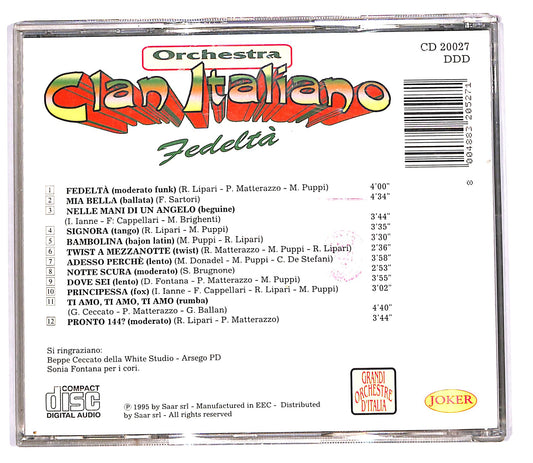 Orchestra
Clan Italiano
Fedeltà
CD 20027
DDD
004883 205271
1 FEDELTÀ (moderato funk) (R. Lipari - P. Matterazzo - M. Puppi) 4'00"
2 MIA BELLA (ballata) (F. Sartori) 4'34"
3 NELLE MANI DI UN ANGELO (beguine)
(I. Ianne - F. Cappellari - M. Brighenti) 3'44"
4 SIGNORA (tango) (R. Lipari - P. Matterazzo) 3'35"
5 BAMBOLINA (bajon latin) (M. Puppi - R. Lipari) 3'30"
6 TWIST A MEZZANOTTE (twist) (R. Matterazzo - M. Puppi - R. Lipari) 2'36"
7 ADESSO PERCHÈ (lento) (M. Donadel - M. Puppi - C. De Stefani) 3'58"
8 NOTTE SCURA (moderato) (S. Brugnone) 2'53"
9 DOVE SEI (lento) (D. Fontana - P. Matterazzo - M. Puppi) 3'55"
10 PRINCIPESSA (fox) (I. Ianne - F. Cappellari - R. Lipari - M. Puppi) 3'02"
11 TI AMO, TI AMO, TI AMO (rumba)
(G. Ceccato - P. Matterazzo - G. Ballan) 4'40"
12 PRONTO 144? (moderato) (R. Lipari - P. Matterazzo) 3'44"
Si ringraziano:
Beppe Ceccato della White Studio - Arsego PD
Sonia Fontana per i cori.
COMPACT
disc
DIGITAL AUDIO
℗ 1995 by Saar srl - Manufactured in EEC - Distributed
by Saar srl - All rights reserved
GRANDI
ORCHESTRE
D'ITALIA
JOKER